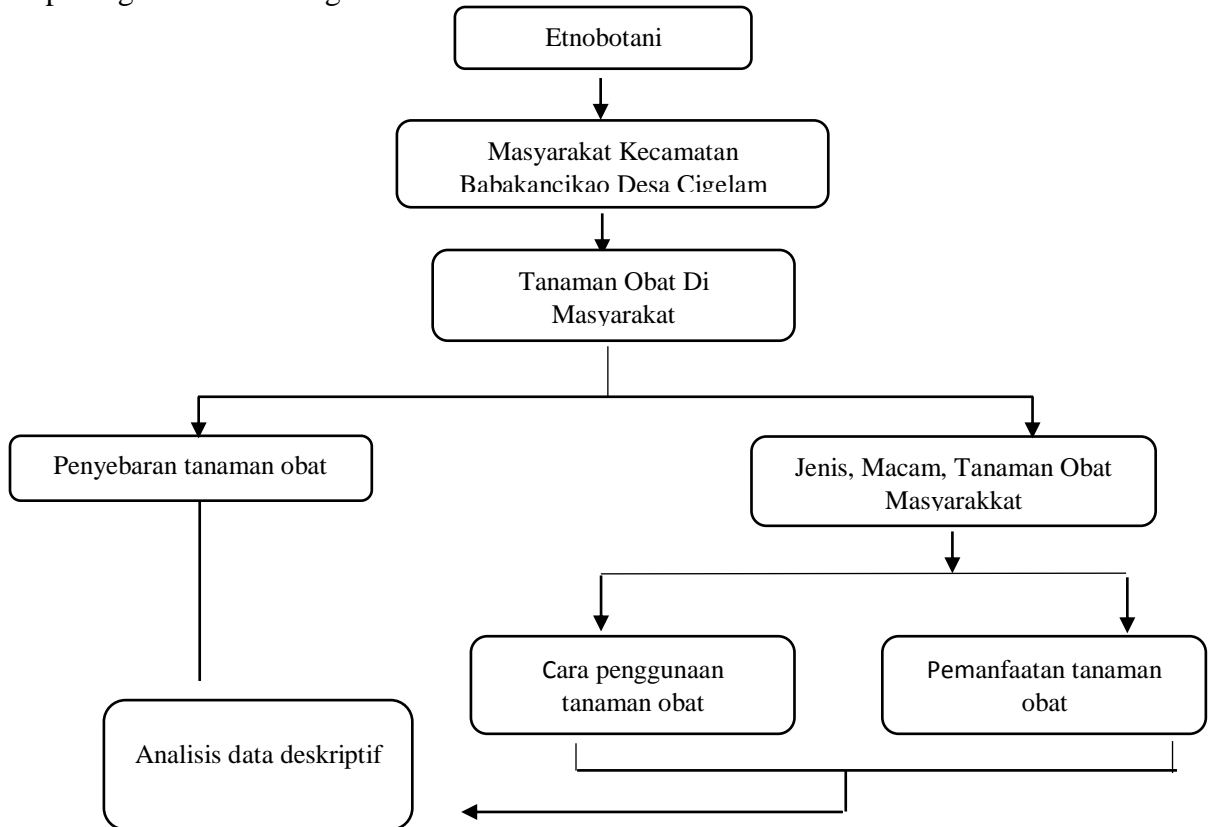 Etnobotani
Masyarakat Kecamatan
Babakancikao Desa Cigelam
Tanaman Obat Di
Masyarakat
Penyebaran tanaman obat
Jenis, Macam, Tanaman Obat
Masyarakkat
Cara penggunaan
tanaman obat
Pemanfaatan tanaman
obat
Analisis data deskriptif